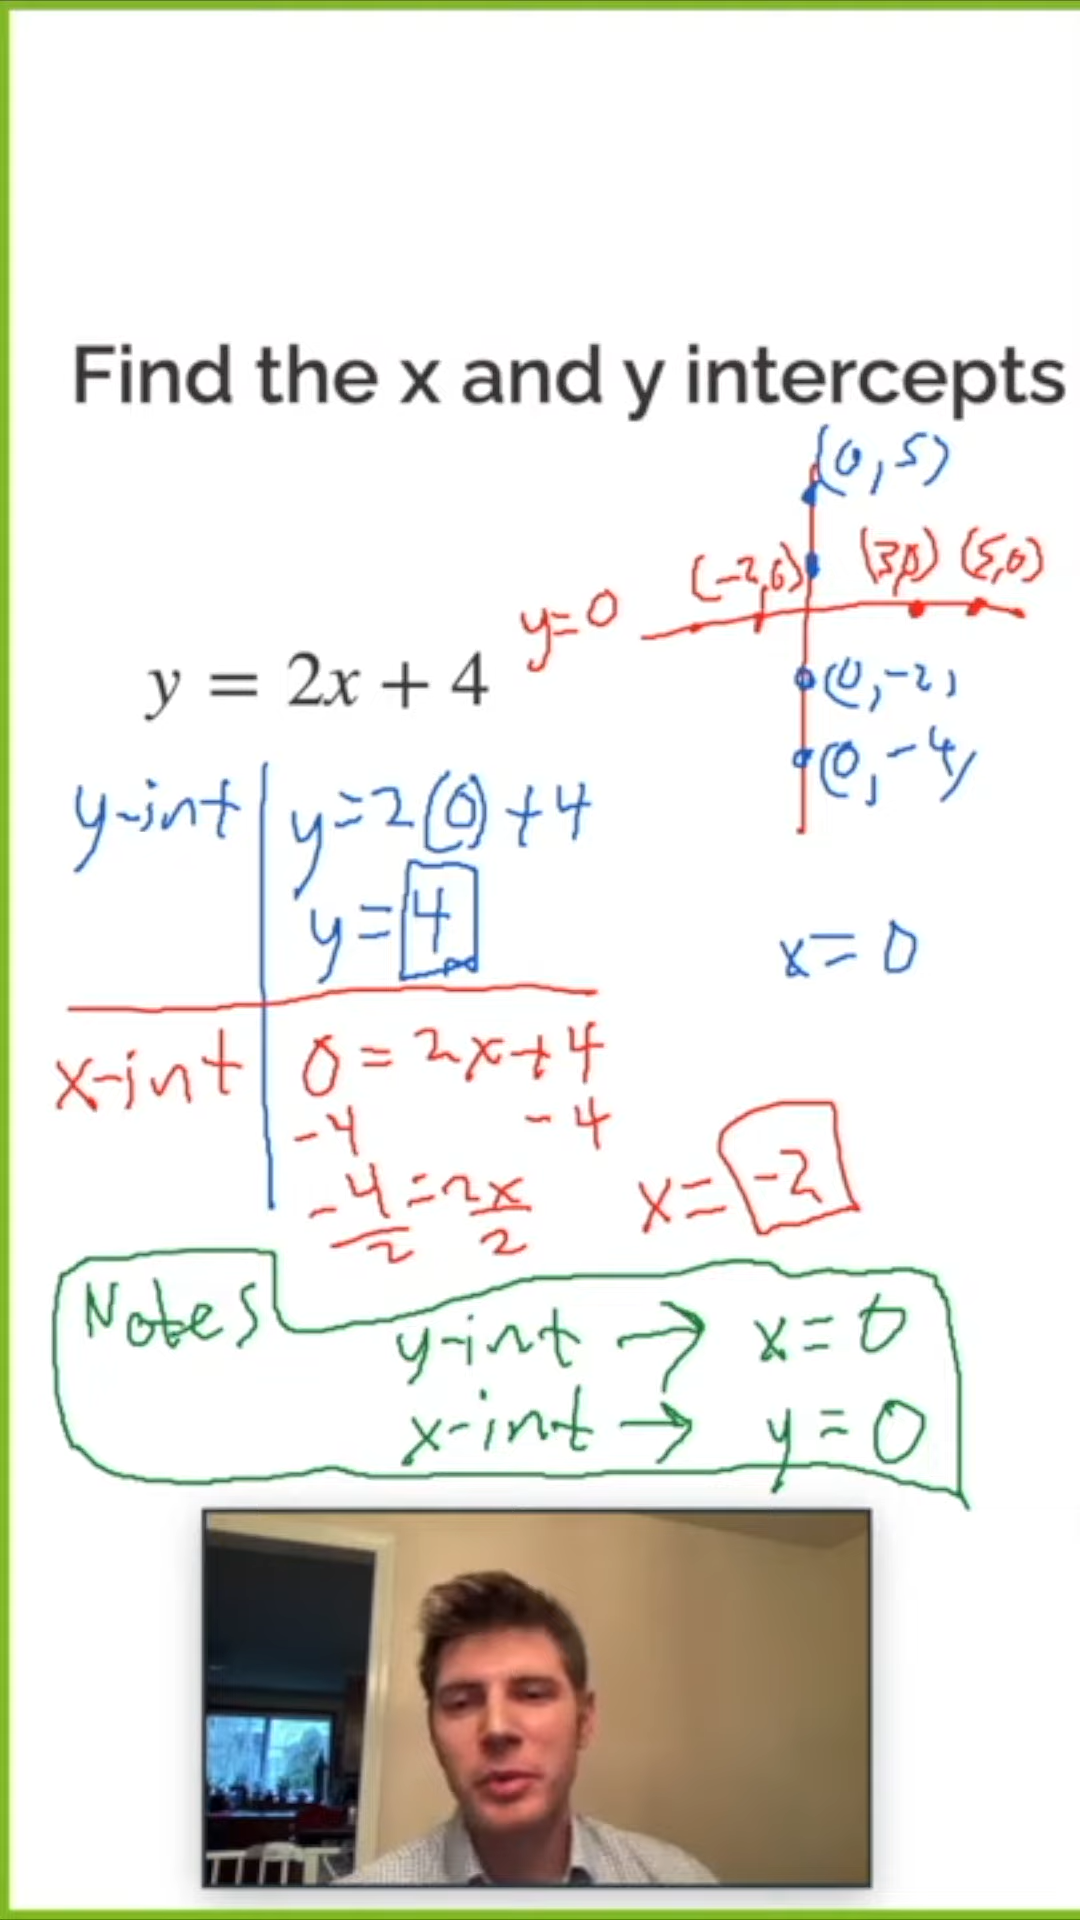 Find the x and y intercepts
(0,5)
(-2,0) (3,0) (5,0)
y=0
y = 2x + 4
(0,-2)
(0,-4)
y-int y=2(0)+4
y=4
x=0
x-int 0=2x+4
-4 -4
-4/2=2x/2 x=-2
Notes
y-int → x=0
x-int → y=0